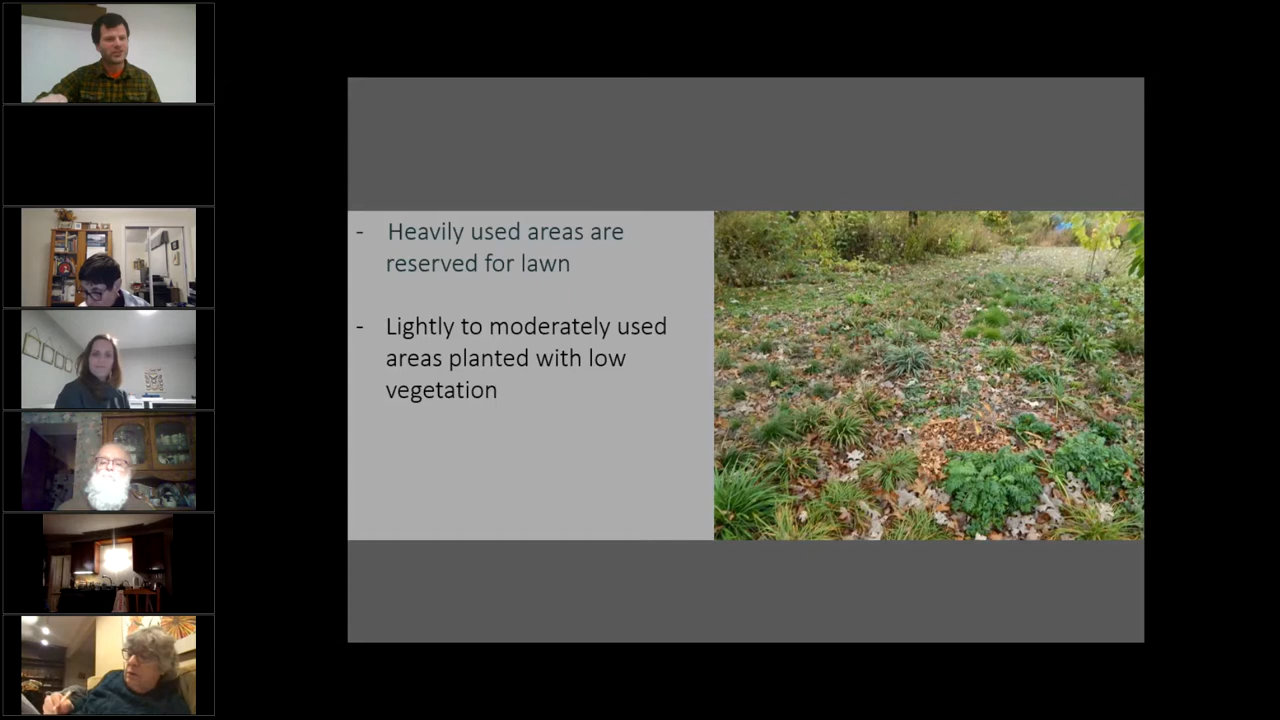 - Heavily used areas are
reserved for lawn
- Lightly to moderately used
areas planted with low
vegetation